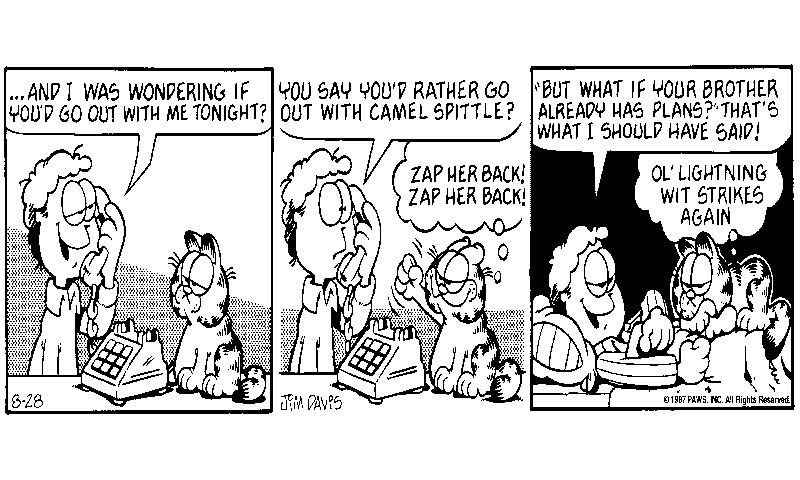 ...AND I WAS WONDERING IF
YOU'D GO OUT WITH ME TONIGHT?
8-28
YOU SAY YOU'D RATHER GO
OUT WITH CAMEL SPITTLE?
ZAP HER BACK!
ZAP HER BACK!
JIM DAVIS
"BUT WHAT IF YOUR BROTHER
ALREADY HAS PLANS?" THAT'S
WHAT I SHOULD HAVE SAID!
OL' LIGHTNING
WIT STRIKES
AGAIN
© 1997 PAWS, INC. All Rights Reserved.